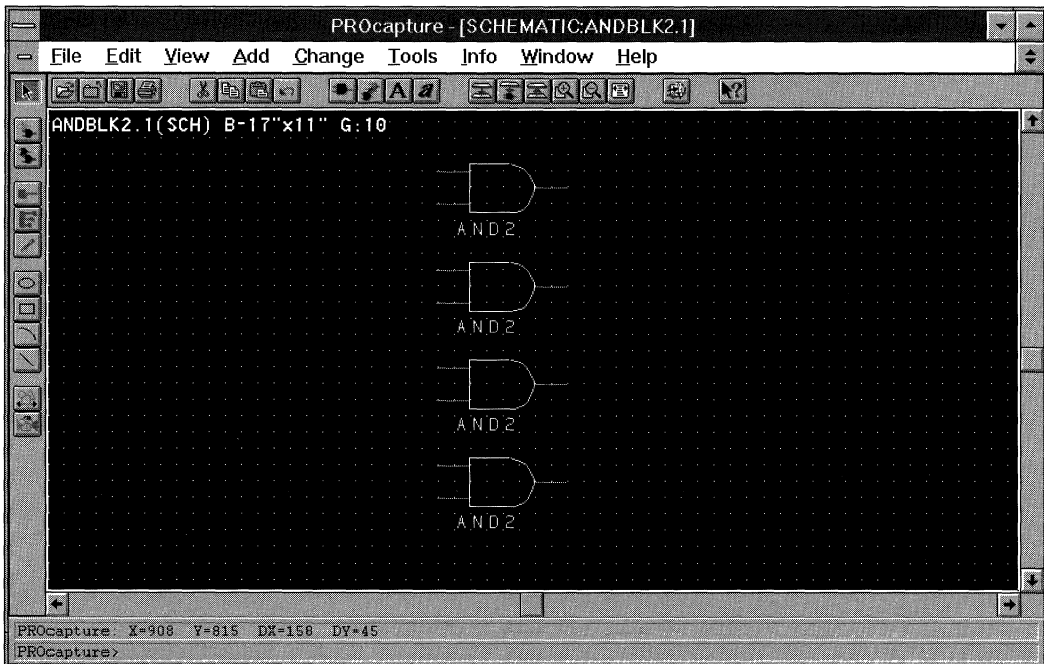 PROcapture - [SCHEMATIC:ANDBLK2.1]
File Edit View Add Change Tools Info Window Help
A a ?
ANDBLK2.1(SCH) B-17"x11" G:10
AND2
AND2
AND2
AND2
PROcapture: X=908 Y=815 DX=158 DY=45
PROcapture>